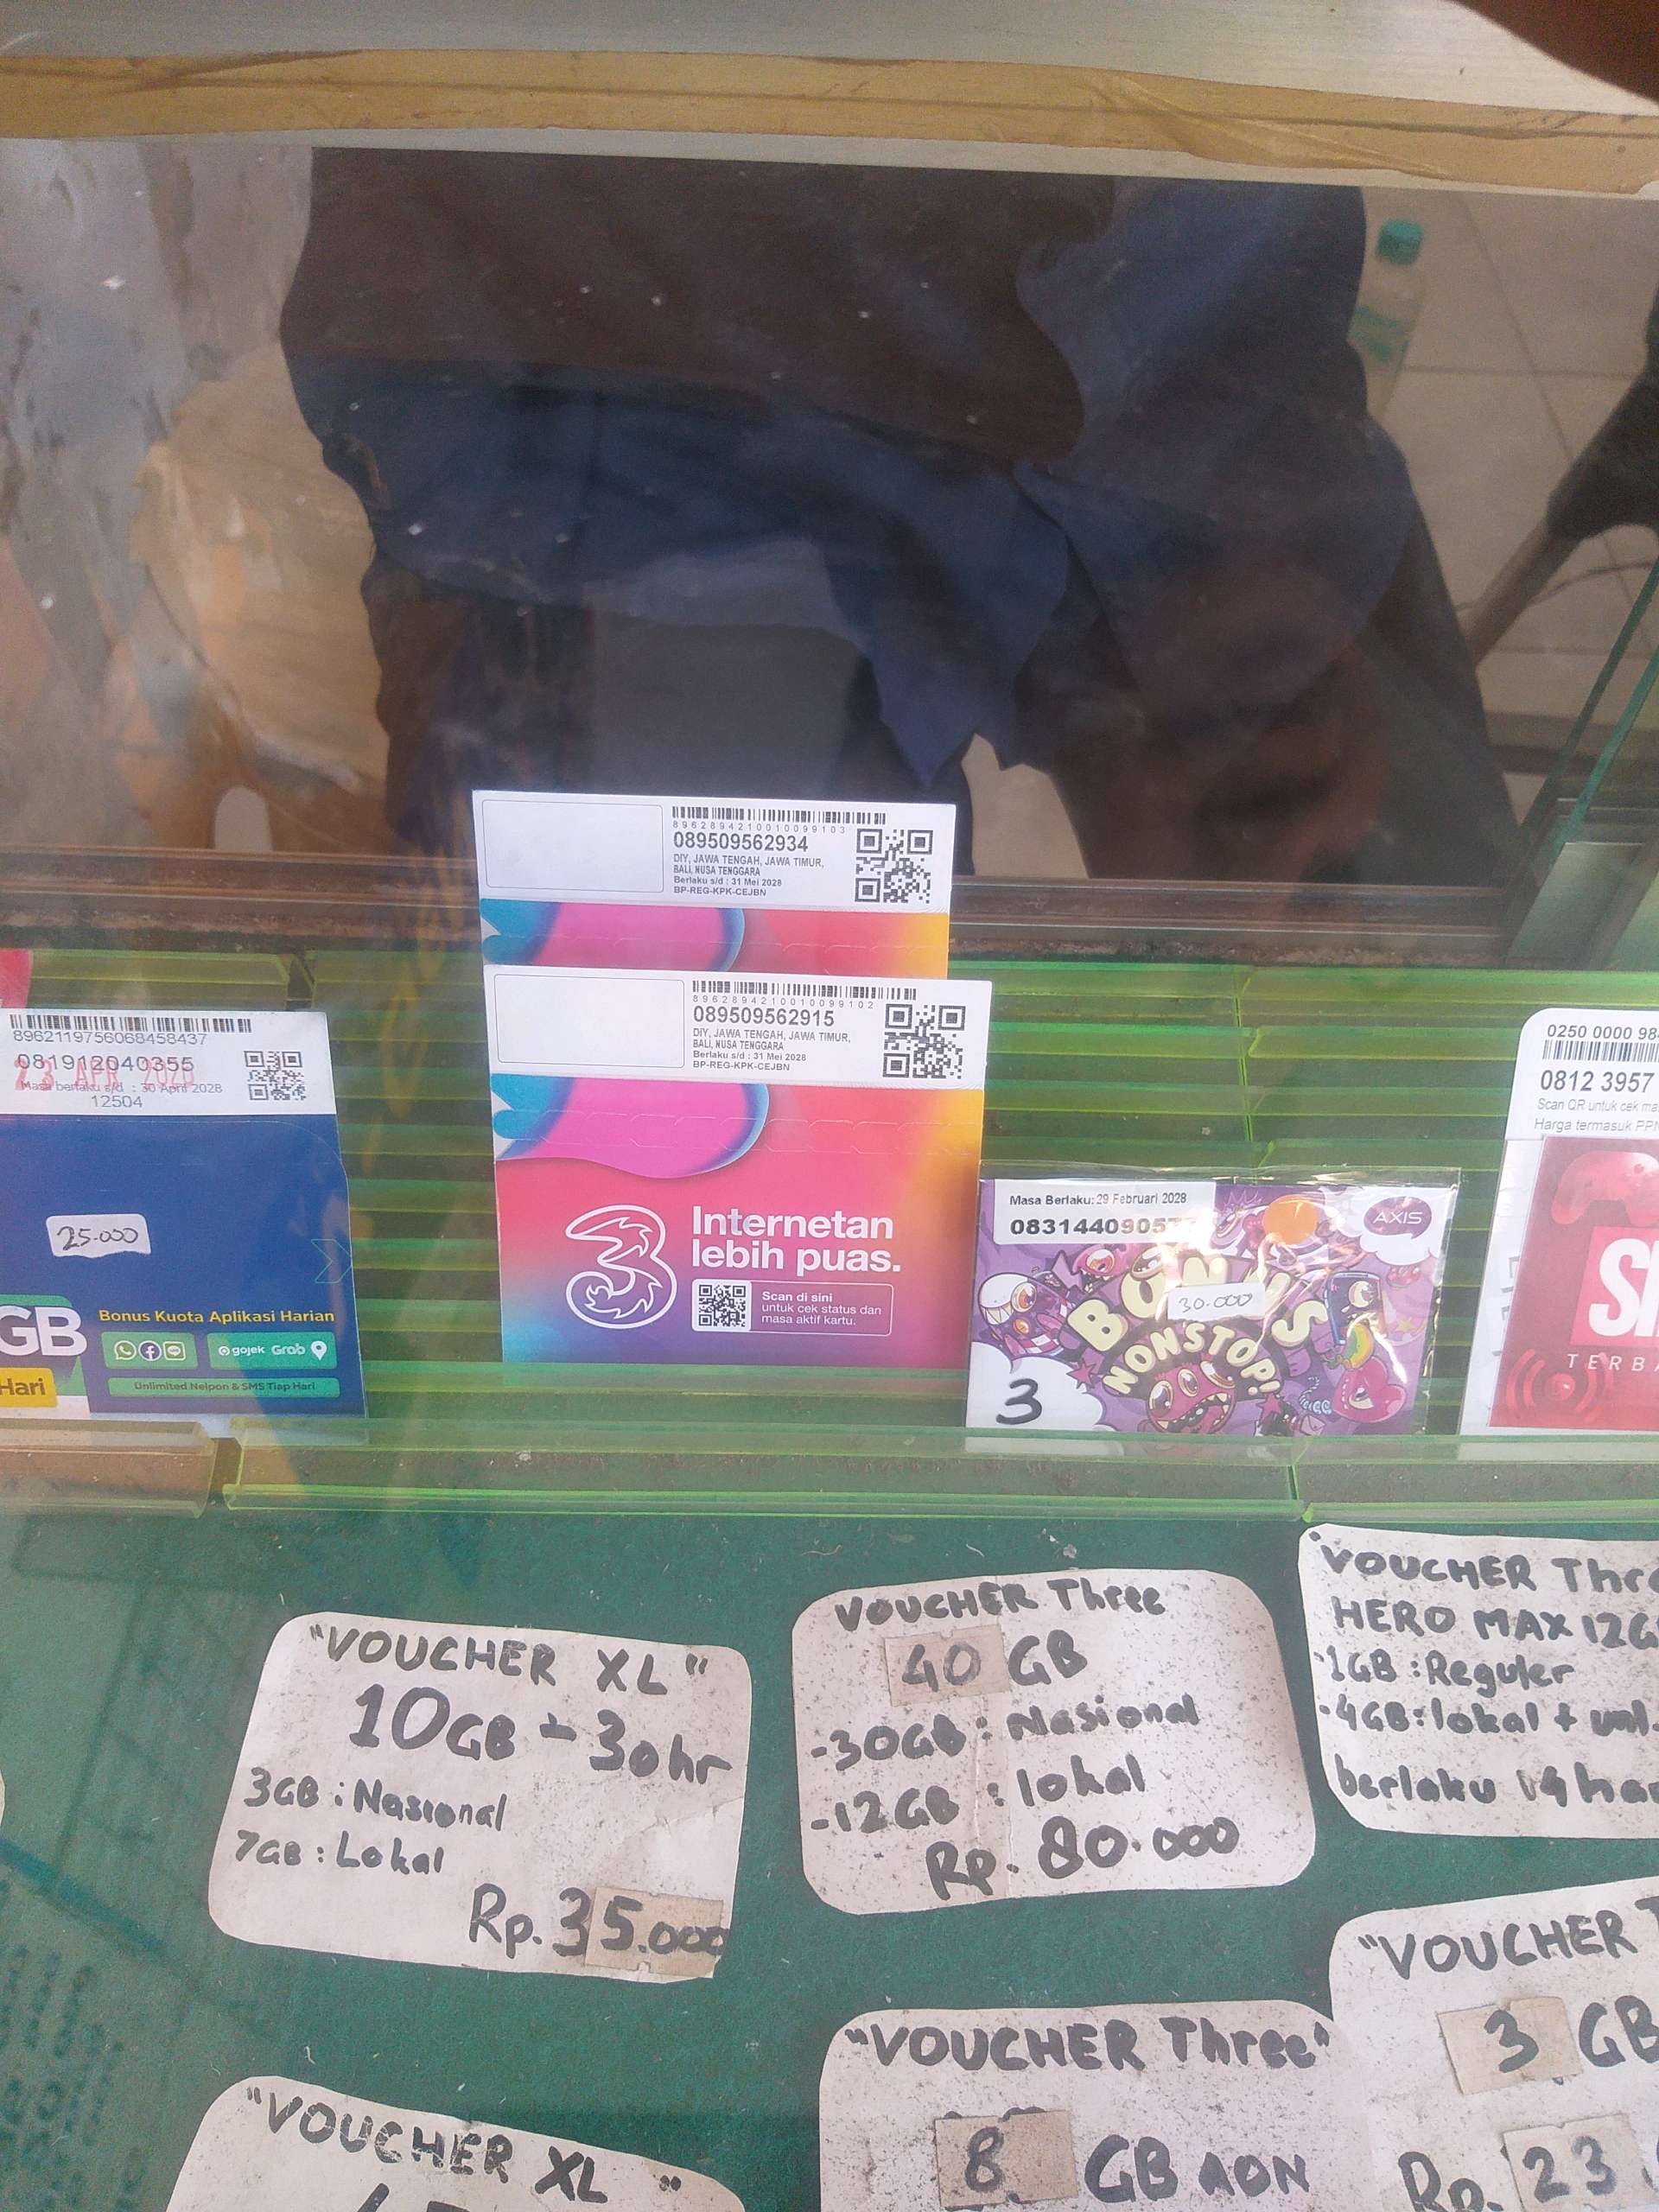 8962894210010099103
089509562934
DIY, JAWA TENGAH, JAWA TIMUR,
BALI, NUSA TENGGARA
Berlaku s/d : 31 Mei 2028
BP-REG-KPK-CEJBN
8962894210010099102
089509562915
DIY, JAWA TENGAH, JAWA TIMUR,
BALI, NUSA TENGGARA
Berlaku s/d : 31 Mei 2028
BP-REG-KPK-CEJBN
3
Internetan
lebih puas.
Scan di sini
untuk cek status dan
masa aktif kartu.
8962119756068458437
081912040355
Masa berlaku s/d : 30 April 2028
12504
25.000
GB
Hari
Bonus Kuota Aplikasi Harian
gojek Grab
Unlimited Nelpon & SMS Tiap Hari
Masa Berlaku: 29 Februari 2028
083144090
AXIS
BONUS
30.000
NONSTOP!
3
0250 0000 98
0812 3957
Scan QR untuk cek
Harga termasuk PPN
"VOUCHER XL"
10GB - 30hr
3GB : Nasional
7GB : Lokal
Rp. 35.000
VOUCHER Three
40 GB
-30GB : Nasional
-12GB : lokal
Rp. 80.000
"VOUCHER
HERO MAX 12G
-1GB : Reguler
-4GB : lokal + unl.
berlaku
"VOUCHER Three"
8 GB AON
"VOUCHER
3 GB
Rp. 23
"VOUCHER XL"